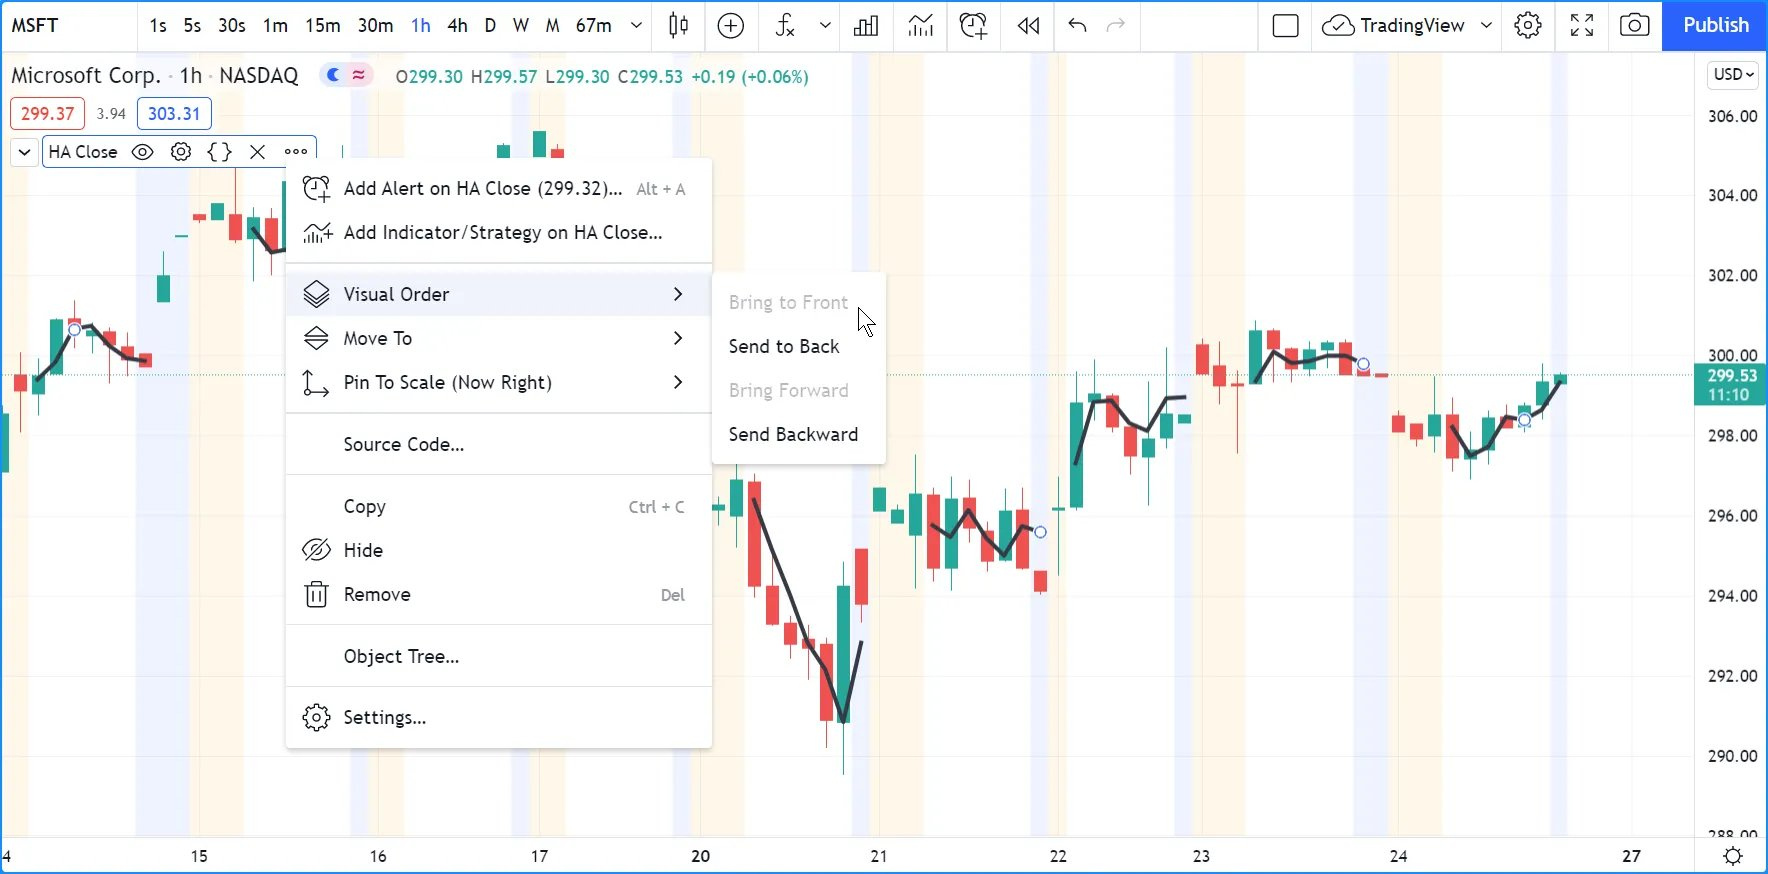 MSFT 1s 5s 30s 1m 15m 30m 1h 4h D W M 67m TradingView Publish
Microsoft Corp. · 1h · NASDAQ O299.30 H299.57 L299.30 C299.53 +0.19 (+0.06%)
USD
299.37 3.94 303.31
HA Close
Add Alert on HA Close (299.32)... Alt + A
Add Indicator/Strategy on HA Close...
Visual Order
Move To
Pin To Scale (Now Right)
Source Code...
Copy Ctrl + C
Hide
Remove Del
Object Tree...
Settings...
Bring to Front
Send to Back
Bring Forward
Send Backward
306.00
304.00
302.00
300.00
299.53
11:10
298.00
296.00
294.00
292.00
290.00
288.00
4 15 16 17 20 21 22 23 24 27